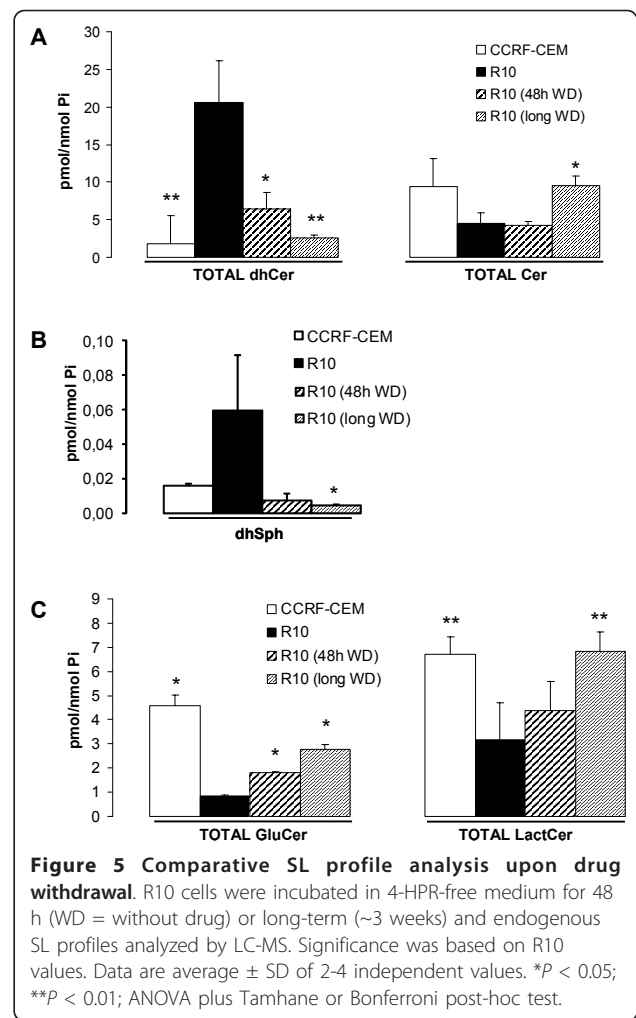 A
30
25
20
15
10
5
0
pmol/nmol Pi
CCRF-CEM
R10
R10 (48h WD)
R10 (long WD)
**
*
**
*
TOTAL dhCer
TOTAL Cer
B
0,10
0,08
0,06
0,04
0,02
0,00
pmol/nmol Pi
CCRF-CEM
R10
R10 (48h WD)
R10 (long WD)
*
dhSph
C
9
8
7
6
5
4
3
2
1
0
pmol/nmol Pi
CCRF-CEM
R10
R10 (48h WD)
R10 (long WD)
*
*
*
**
**
TOTAL GluCer
TOTAL LactCer
Figure 5 Comparative SL profile analysis upon drug
withdrawal. R10 cells were incubated in 4-HPR-free medium for 48
h (WD = without drug) or long-term (~3 weeks) and endogenous
SL profiles analyzed by LC-MS. Significance was based on R10
values. Data are average ± SD of 2-4 independent values. *P < 0.05;
**P < 0.01; ANOVA plus Tamhane or Bonferroni post-hoc test.